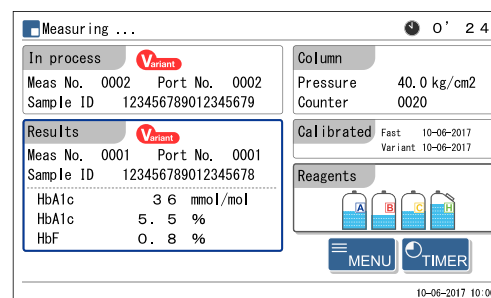 Measuring ...
0’ 24
In process Variant
Meas No. 0002 Port No. 0002
Sample ID 123456789012345679
Results Variant
Meas No. 0001 Port No. 0001
Sample ID 123456789012345678
HbA1c 36 mmol/mol
HbA1c 5.5 %
HbF 0.8 %
Column
Pressure 40.0 kg/cm2
Counter 0020
Calibrated Fast 10-06-2017
Variant 10-06-2017
Reagents
A B C H
MENU TIMER
10-06-2017 10:0